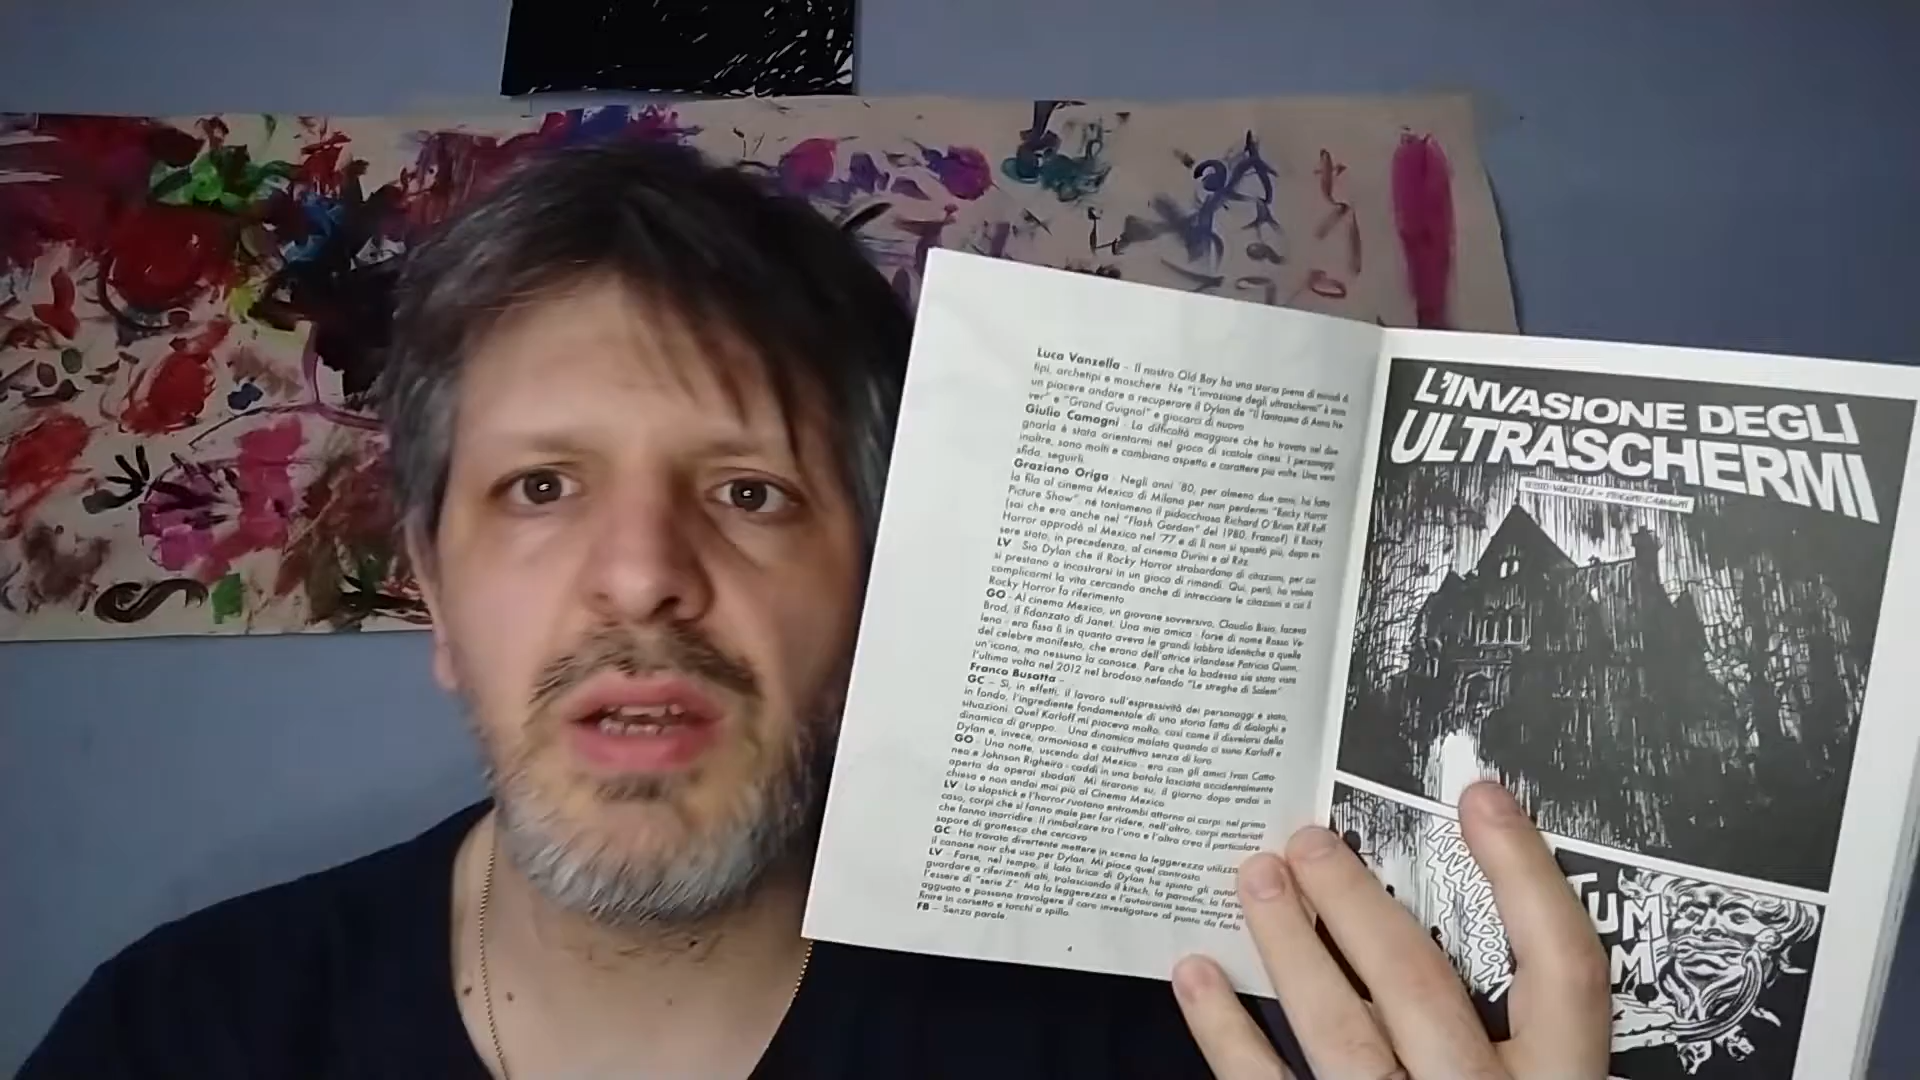 Luca Vanzella - Il nostro Old Boy ha una storia piena di
tipi, archetipi e maschere. Ne "L'invasione degli ultraschermi" è stato
un piacere andare a recuperare il Dylan de "Il fantasma di Anna Ne
ver" e "Grand Guignol" e giocarci di nuovo.
Giulio Camagni - La difficoltà maggiore che ho trovato nel dise
gnarla è stata orientarmi nel gioco di scatole cinesi. I personaggi,
inoltre, sono molti e cambiano aspetto e carattere più volte. Una vera
sfida, seguirli.
Graziano Origa - Negli anni '80, per almeno due anni, ho fatto
la fila al cinema Mexico di Milano per non perdermi "Rocky Horror
Picture Show", né tantomeno il pidocchioso Richard O'Brian Riff Raff
(sai che era anche nel "Flash Gordon" del 1980, Franco?). Il Rocky
Horror approdò al Mexico nel '77 e di lì non si spostò più, dopo es
sere stato, in precedenza, al cinema Durini e al Ritz.
LV - Sia Dylan che il Rocky Horror strabordano di citazioni, per cui
si prestano a incastrarsi in un gioco di rimandi. Qui, però, ho voluto
complicarmi la vita cercando anche di intrecciare le citazioni a cui il
Rocky Horror fa riferimento.
GO - Al cinema Mexico, un giovane sovversivo, Claudio Bisio, faceva
Brad, il fidanzato di Janet. Una mia amica - forse di nome Rossa Ve
leno - era fissa lì in quanto aveva le grandi labbra identiche a quelle
del celebre manifesto, che erano dell'attrice irlandese Patricia Quinn,
un'icona, ma nessuno la conosce. Pare che la badessa sia stata vista
l'ultima volta nel 2012 nel brodoso nefando "Le streghe di Salem"
Franco Busatta -
GC - Sì, in effetti, il lavoro sull'espressività dei personaggi è stato,
in fondo, l'ingrediente fondamentale di una storia fatta di dialoghi e
situazioni. Quel Karloff mi piaceva molto, così come il disvelarsi della
dinamica di gruppo. Una dinamica malata quando ci sono Karloff e
Dylan e, invece, armoniosa e costruttiva senza di loro.
GO - Una notte, uscendo dal Mexico - ero con gli amici Ivan Catta
neo e Johnson Righeira - caddi in una botola lasciata accidentalmente
aperta da operai sbadati. Mi tirarono su, il giorno dopo andai in
chiesa e non andai mai più al Cinema Mexico.
LV - Lo slapstick e l'horror ruotano entrambi attorno ai corpi: nel primo
caso, corpi che si fanno male per far ridere, nell'altro, corpi martoriati
che fanno inorridire. Il rimbalzare tra l'uno e l'altro crea il particolare
sapore di grottesco che cercavo.
GC - Ho trovato divertente mettere in scena la leggerezza utilizza
il canone noir che uso per Dylan. Mi piace quel contrasto.
LV - Forse, nel tempo, il lato lirico di Dylan ha spinto gli autori
guardare a riferimenti alti, tralasciando il kitsch, la parodia, la farsa
l'essere di "serie Z". Ma la leggerezza e l'autoironia sono sempre in
agguato e possono travolgere il caro investigatore al punto da farlo
finire in corsetto e tacchi a spillo.
FB - Senza parole.
4
L'INVASIONE DEGLI
ULTRASCHERMI
TESTO: VANZELLA - DISEGNI: CAMAGNI
TUM